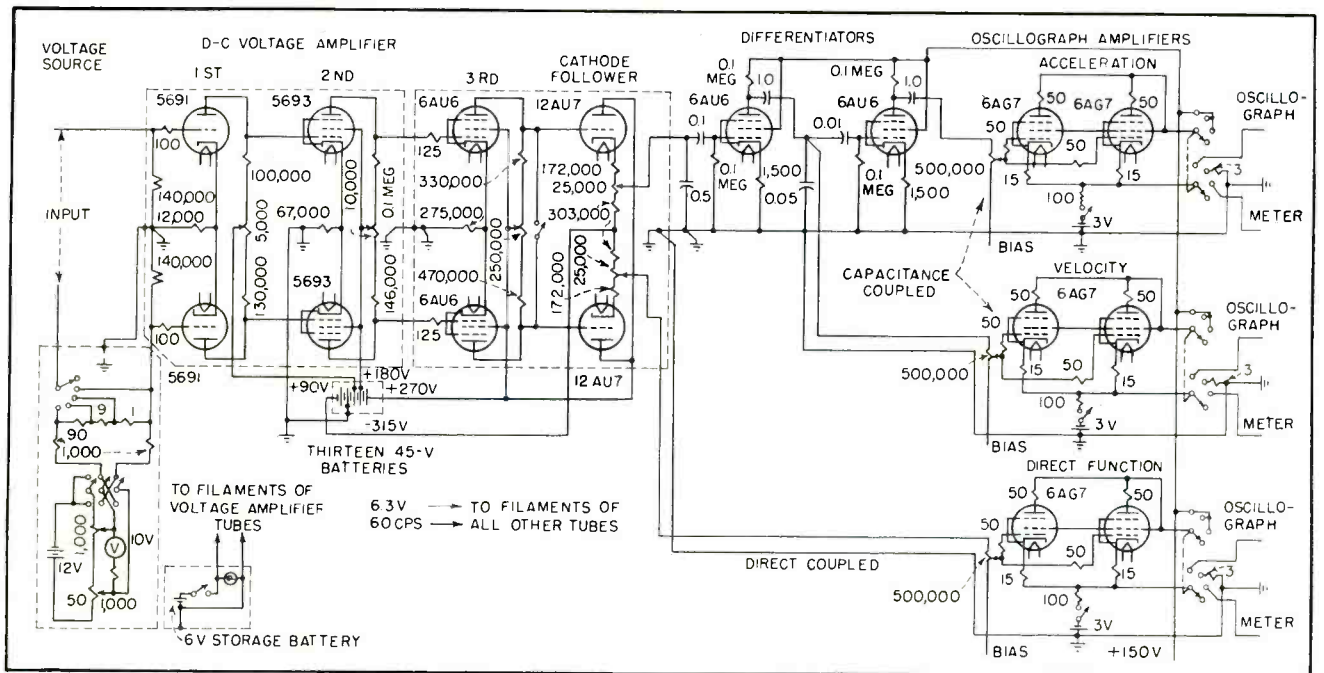 VOLTAGE
SOURCE
D-C VOLTAGE AMPLIFIER
1 ST
2 ND
3 RD
CATHODE
FOLLOWER
DIFFERENTIATORS
OSCILLOGRAPH AMPLIFIERS
ACCELERATION
5691
5693
6AU6
12AU7
0.1
MEG
1.0
6AU6
0.1 MEG
1.0
6AU6
6AG7
50
6AG7
50
OSCILLO-
GRAPH
100
100,000
10,000
0.1 MEG
125
330,000
172,000
25,000
0.1
0.1
MEG
1,500
0.01
0.1
MEG
1,500
50
50
500,000
15
15
100
3V
3
METER
INPUT
140,000
12,000
140,000
5,000
67,000
275,000
303,000
0.5
0.05
BIAS
130,000
5693
146,000
470,000
6AU6
250,000
25,000
172,000
CAPACITANCE
COUPLED
VELOCITY
50
6AG7
50
OSCILLO-
GRAPH
100
5691
125
12 AU7
50
50
500,000
15
15
100
3 V
3
METER
BIAS
+90V
+180V
+270V
-315V
THIRTEEN 45-V
BATTERIES
9
1
90
1,000
DIRECT FUNCTION
50
6AG7
50
OSCILLO-
GRAPH
TO FILAMENTS OF
VOLTAGE AMPLIFIER
TUBES
6.3V
60 CPS
TO FILAMENTS OF
ALL OTHER TUBES
1,000
V
10V
12V
50
1,000
6V STORAGE BATTERY
DIRECT COUPLED
50
50
500,000
15
15
100
3V
3
METER
BIAS
+150V